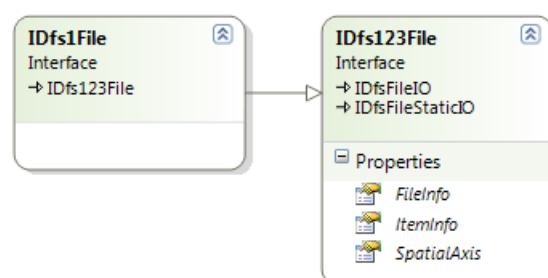 IDfs1File
Interface
IDfs123File
IDfs123File
Interface
IDfsFileIO
IDfsFileStaticIO
Properties
FileInfo
ItemInfo
SpatialAxis